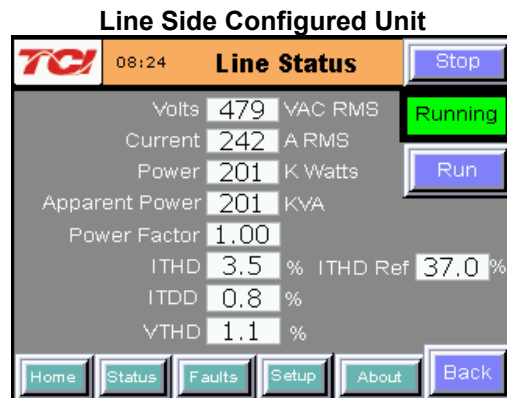 Line Side Configured Unit
TCI 08:24 Line Status Stop
Volts 479 VAC RMS Running
Current 242 A RMS
Power 201 K Watts Run
Apparent Power 201 KVA
Power Factor 1.00
ITHD 3.5 % ITHD Ref 37.0 %
ITDD 0.8 %
VTHD 1.1 %
Home Status Faults Setup About Back